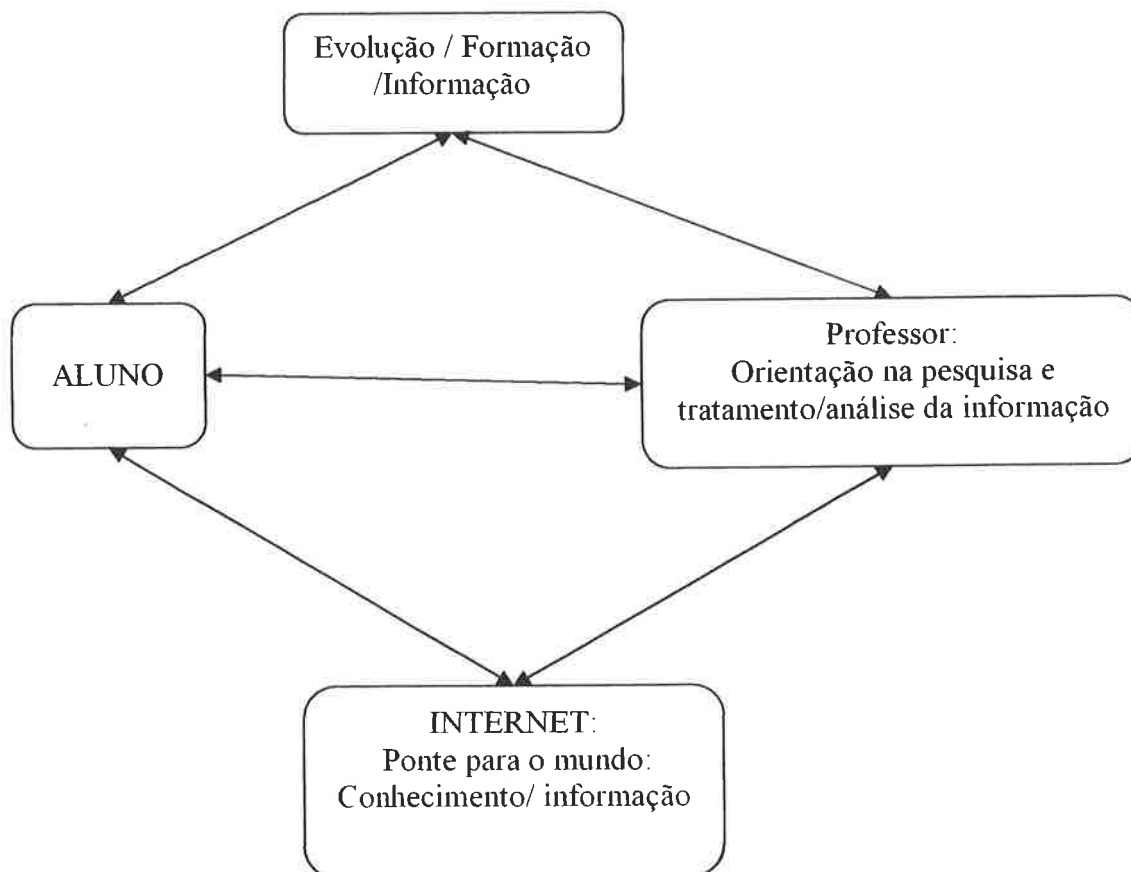 Evolução / Formação
/Informação
ALUNO
Professor:
Orientação na pesquisa e
tratamento/análise da informação
INTERNET:
Ponte para o mundo:
Conhecimento/ informação